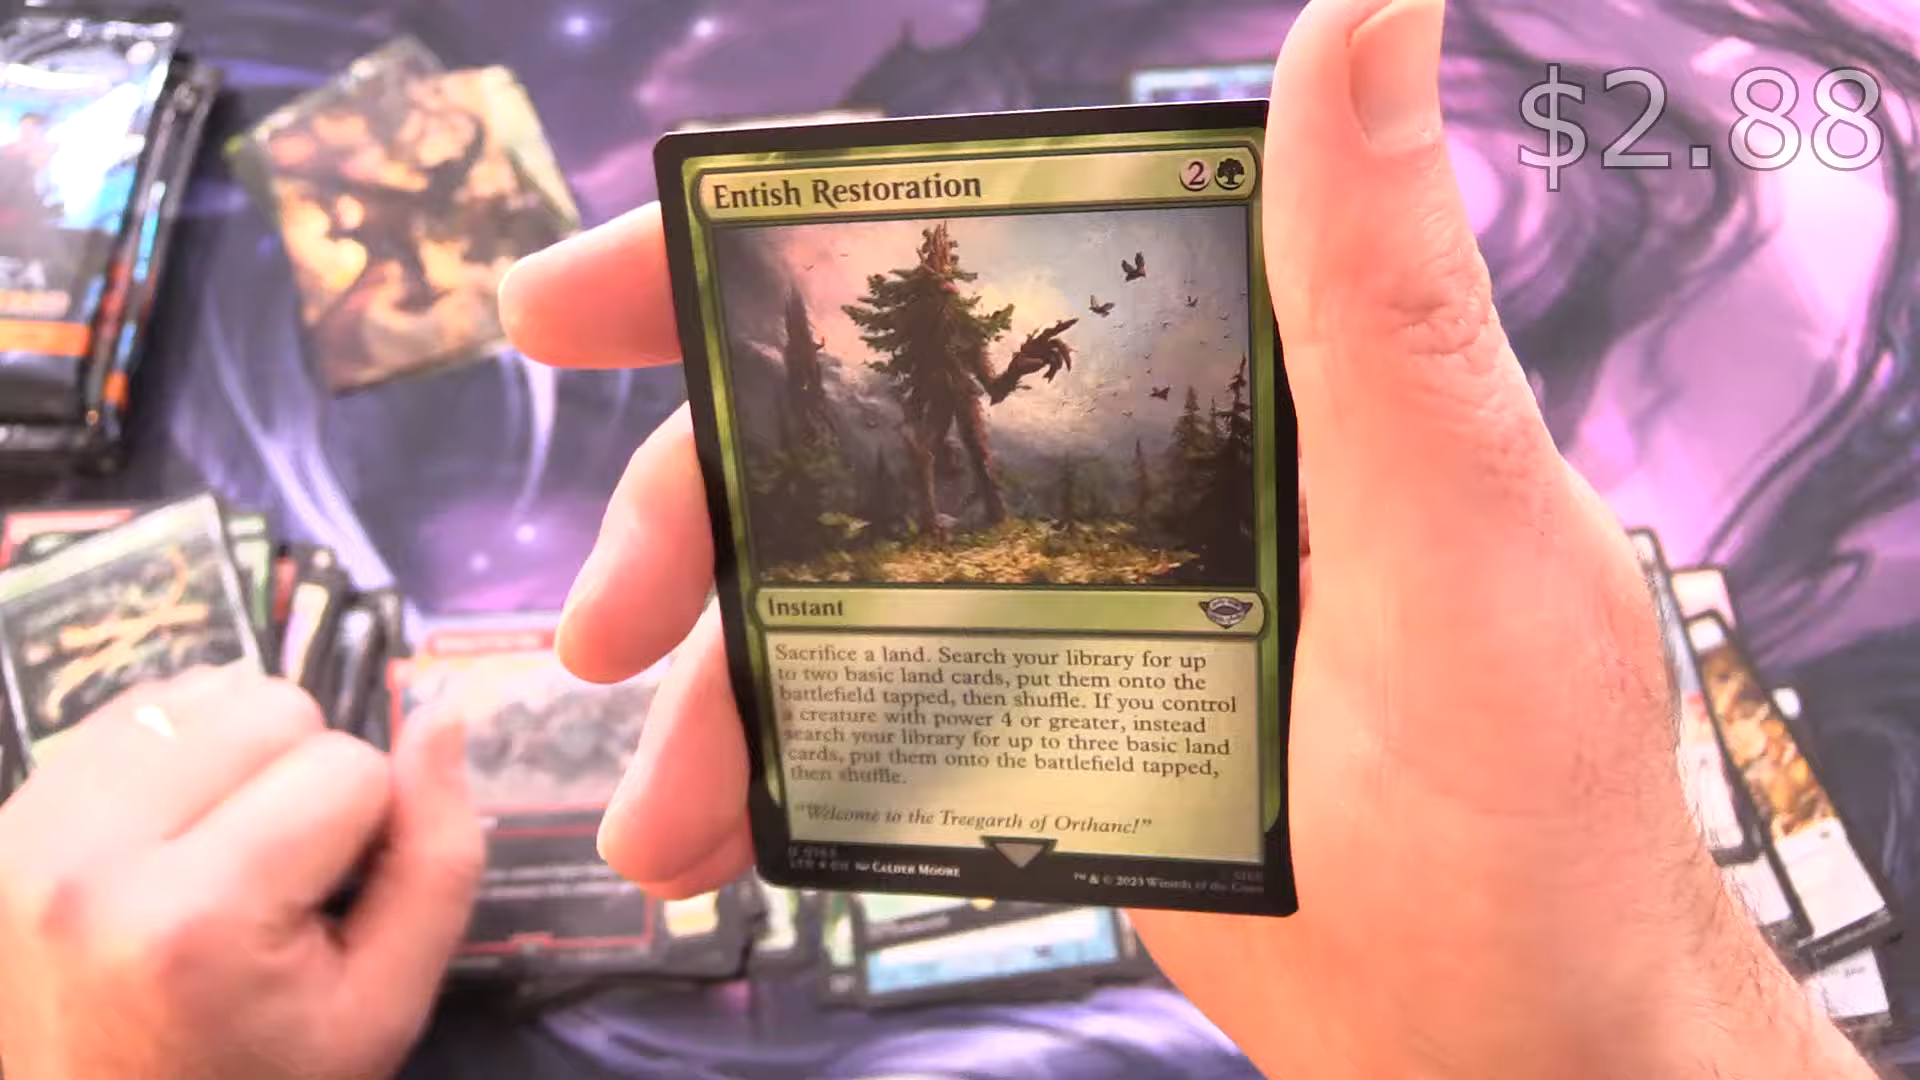 $2.88
Entish Restoration 2
Instant
Sacrifice a land. Search your library for up
to two basic land cards, put them onto the
battlefield tapped, then shuffle. If you control
a creature with power 4 or greater, instead
search your library for up to three basic land
cards, put them onto the battlefield tapped,
then shuffle.
"Welcome to the Treegarth of Orthanc!"
CALDER MOORE
™ & © 2023 Wizards of the Coast